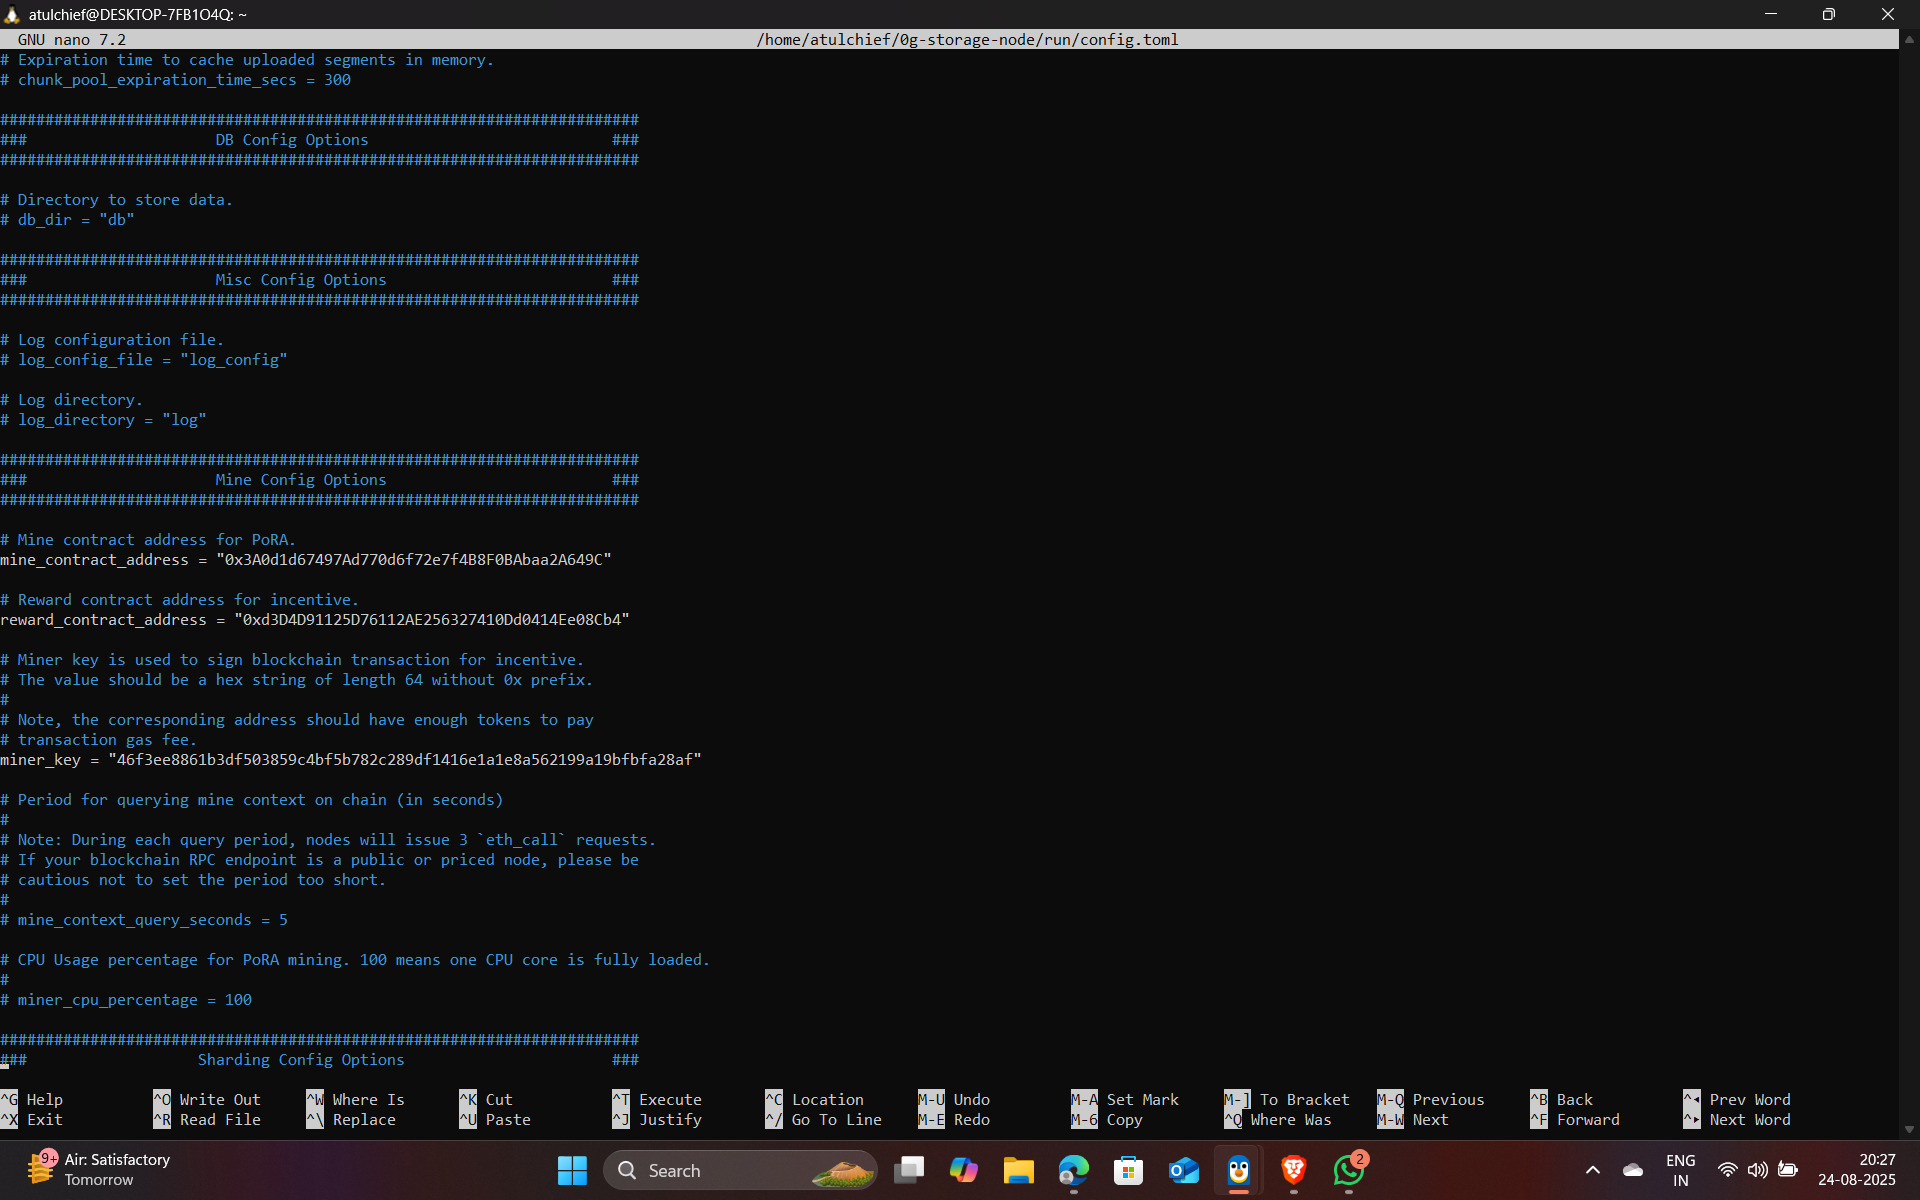 atulchief@DESKTOP-7FB1O4Q: ~
GNU nano 7.2 /home/atulchief/0g-storage-node/run/config.toml
# Expiration time to cache uploaded segments in memory.
# chunk_pool_expiration_time_secs = 300
#######################################################################
### DB Config Options ###
#######################################################################
# Directory to store data.
# db_dir = "db"
#######################################################################
### Misc Config Options ###
#######################################################################
# Log configuration file.
# log_config_file = "log_config"
# Log directory.
# log_directory = "log"
#######################################################################
### Mine Config Options ###
#######################################################################
# Mine contract address for PoRA.
mine_contract_address = "0x3A0d1d67497Ad770d6f72e7f4B8F0BAbaa2A649C"
# Reward contract address for incentive.
reward_contract_address = "0xd3D4D91125D76112AE256327410Dd0414Ee08Cb4"
# Miner key is used to sign blockchain transaction for incentive.
# The value should be a hex string of length 64 without 0x prefix.
#
# Note, the corresponding address should have enough tokens to pay
# transaction gas fee.
miner_key = "46f3ee8861b3df503859c4bf5b782c289df1416e1a1e8a562199a19bfbfa28af"
# Period for querying mine context on chain (in seconds)
#
# Note: During each query period, nodes will issue 3 `eth_call` requests.
# If your blockchain RPC endpoint is a public or priced node, please be
# cautious not to set the period too short.
#
# mine_context_query_seconds = 5
# CPU Usage percentage for PoRA mining. 100 means one CPU core is fully loaded.
#
# miner_cpu_percentage = 100
#######################################################################
### Sharding Config Options ###
^G Help ^O Write Out ^W Where Is ^K Cut ^T Execute ^C Location M-U Undo M-A Set Mark M-] To Bracket M-Q Previous ^B Back ^◂ Prev Word
^X Exit ^R Read File ^\ Replace ^U Paste ^J Justify ^/ Go To Line M-E Redo M-6 Copy ^Q Where Was M-W Next ^F Forward ^▸ Next Word
9+
Air: Satisfactory
Tomorrow
Search
2
ENG
IN
20:27
24-08-2025